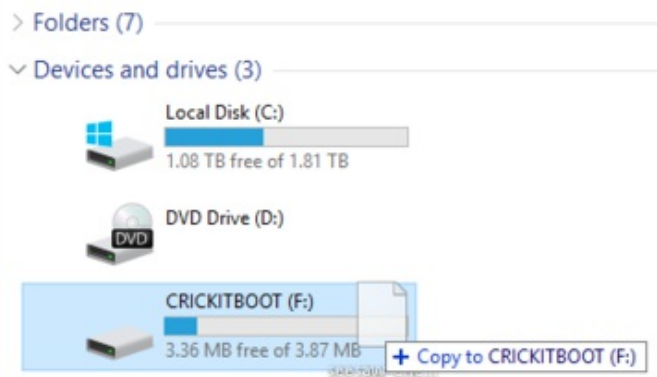 Folders (7)
Devices and drives (3)
Local Disk (C:)
1.08 TB free of 1.81 TB
DVD Drive (D:)
DVD
CRICKITBOOT (F:)
3.36 MB free of 3.87 MB
+ Copy to CRICKITBOOT (F:)